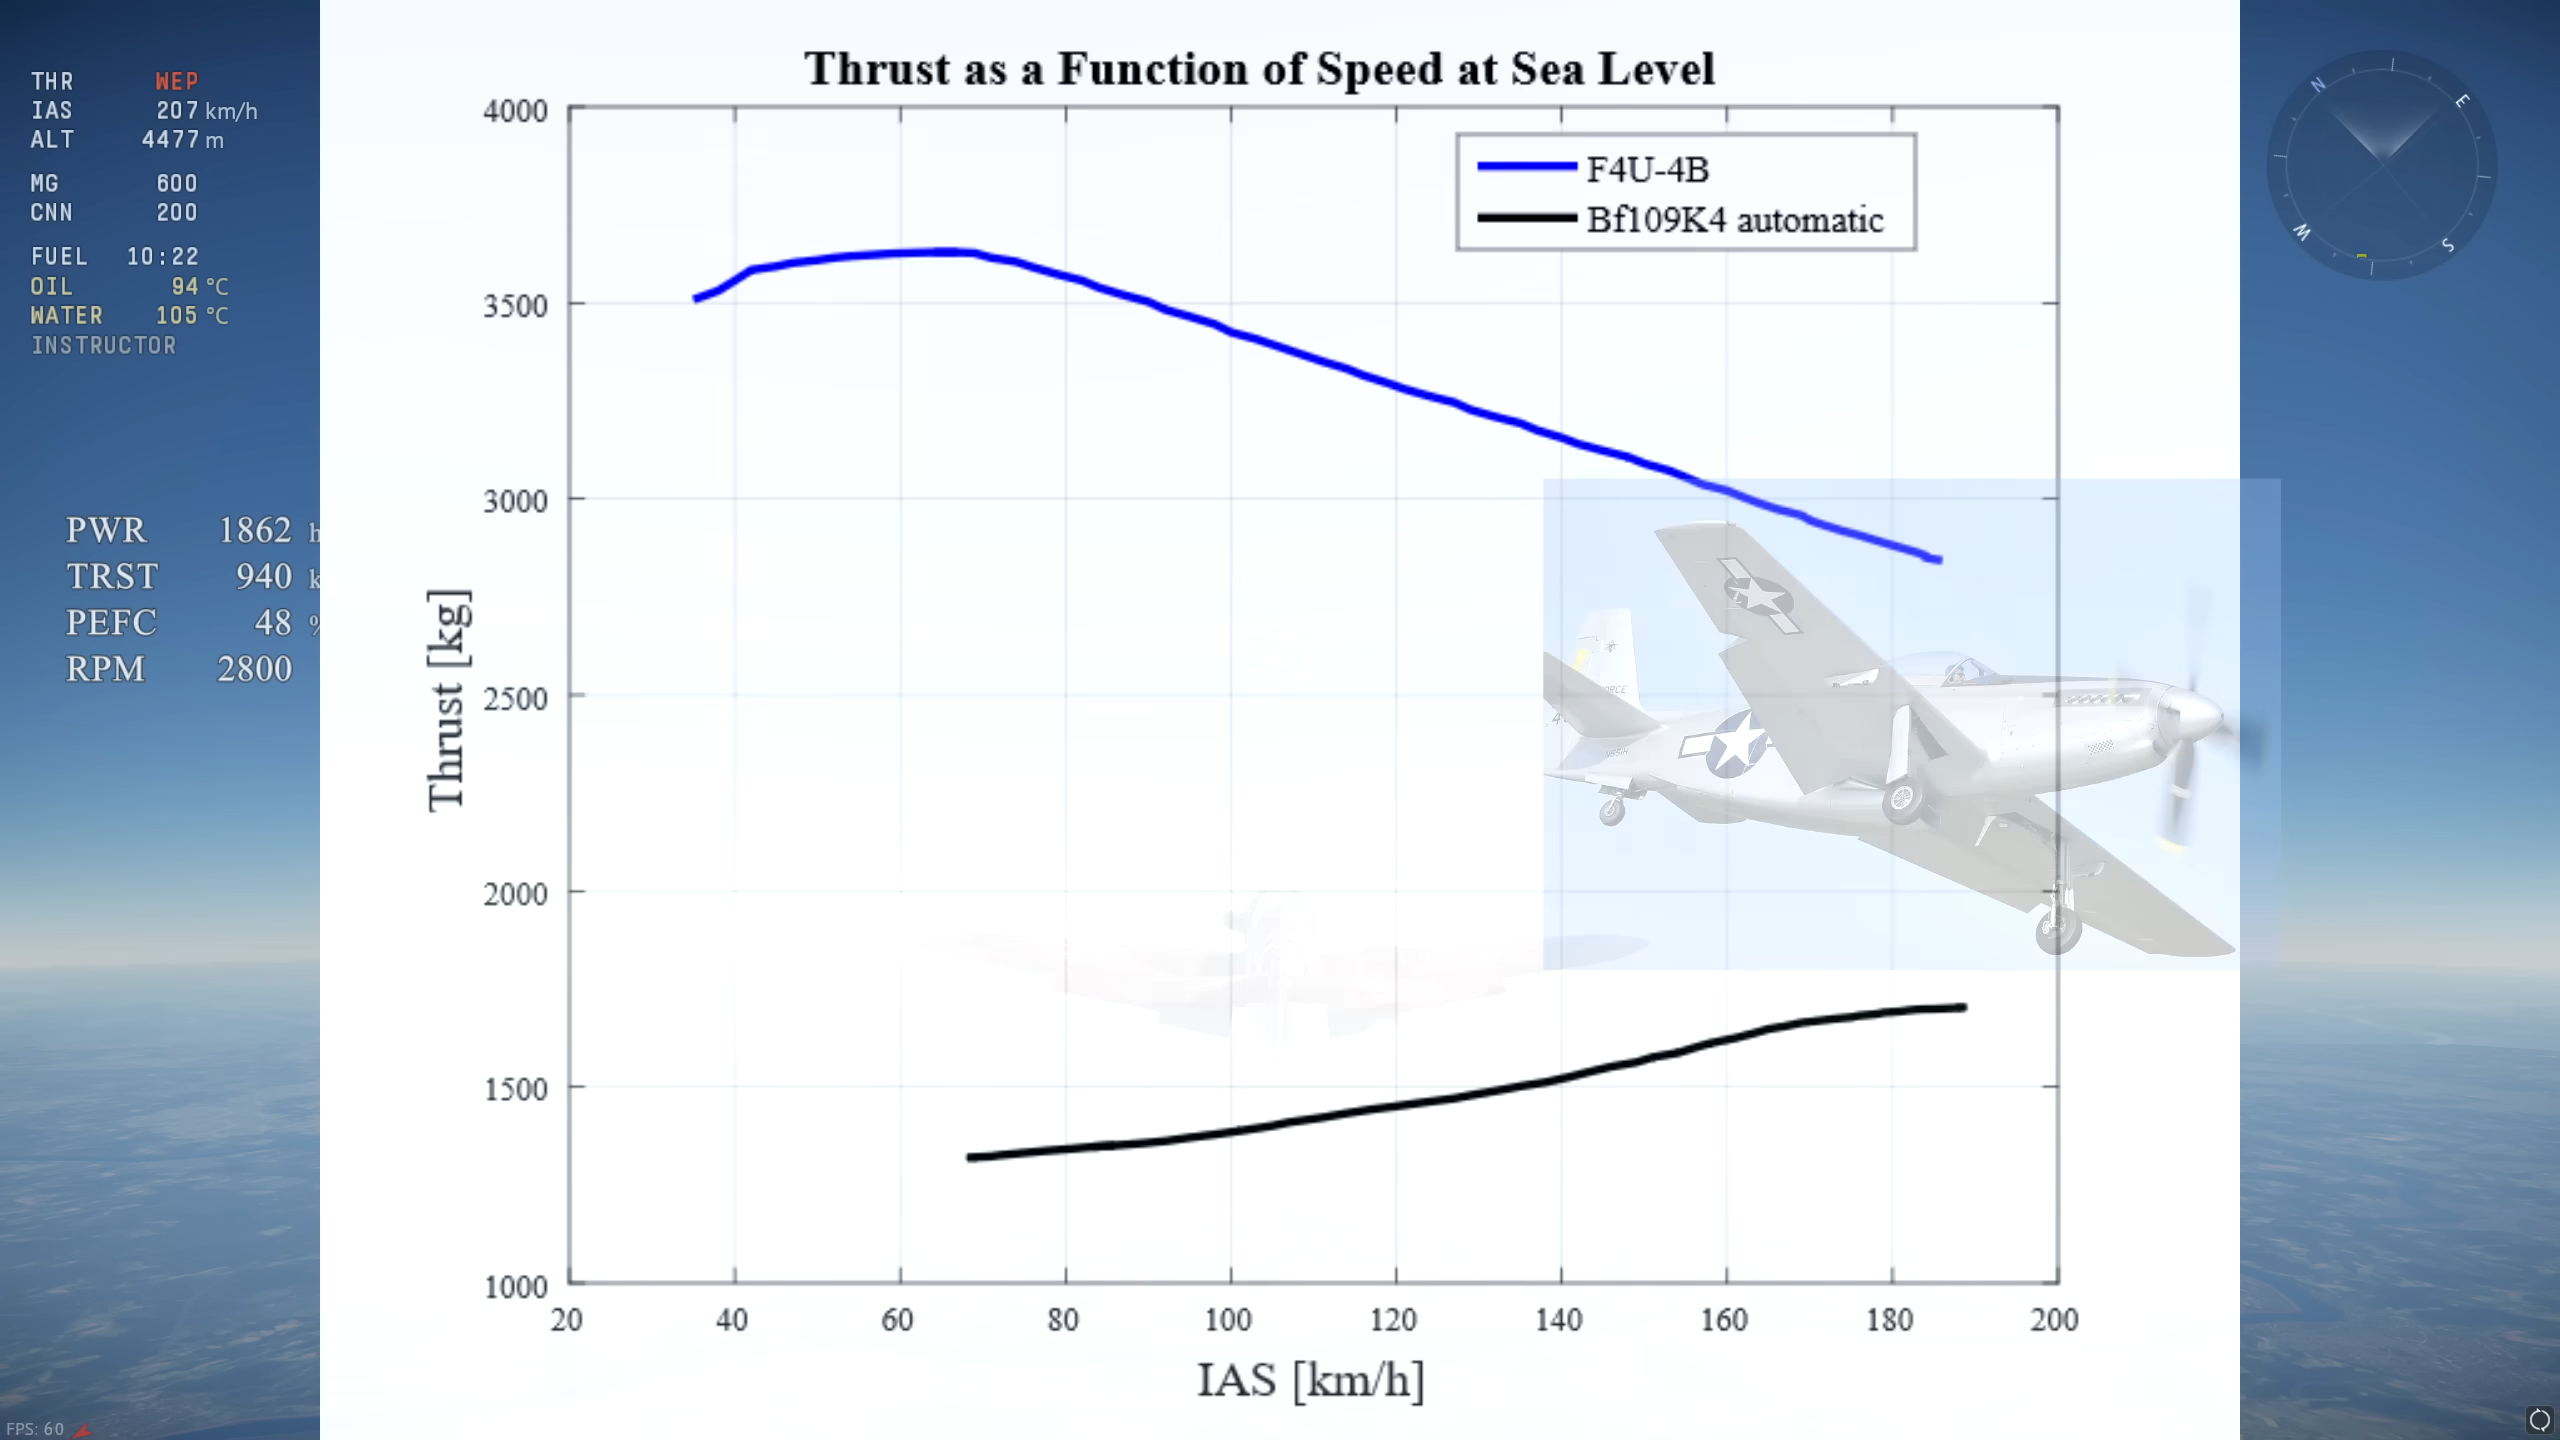 THR WEP
IAS 207 km/h
ALT 4477 m
MG 600
CNN 200
FUEL 10:22
OIL 94 °C
WATER 105 °C
INSTRUCTOR
PWR 1862
TRST 940
PEFC 48
RPM 2800
FPS: 60
Thrust as a Function of Speed at Sea Level
F4U-4B
Bf109K4 automatic
4000
3500
3000
2500
2000
1500
1000
Thrust [kg]
20 40 60 80 100 120 140 160 180 200
IAS [km/h]
N
E
S
W